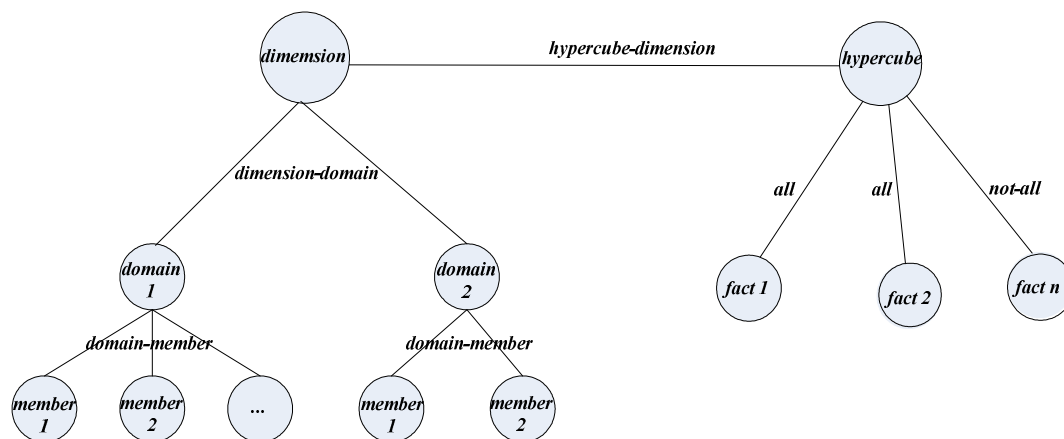 dimemsion
hypercube-dimension
hypercube
dimension-domain
all
all
not-all
domain
1
domain
2
fact 1
fact 2
fact n
domain-member
domain-member
member
1
member
2
...
member
1
member
2